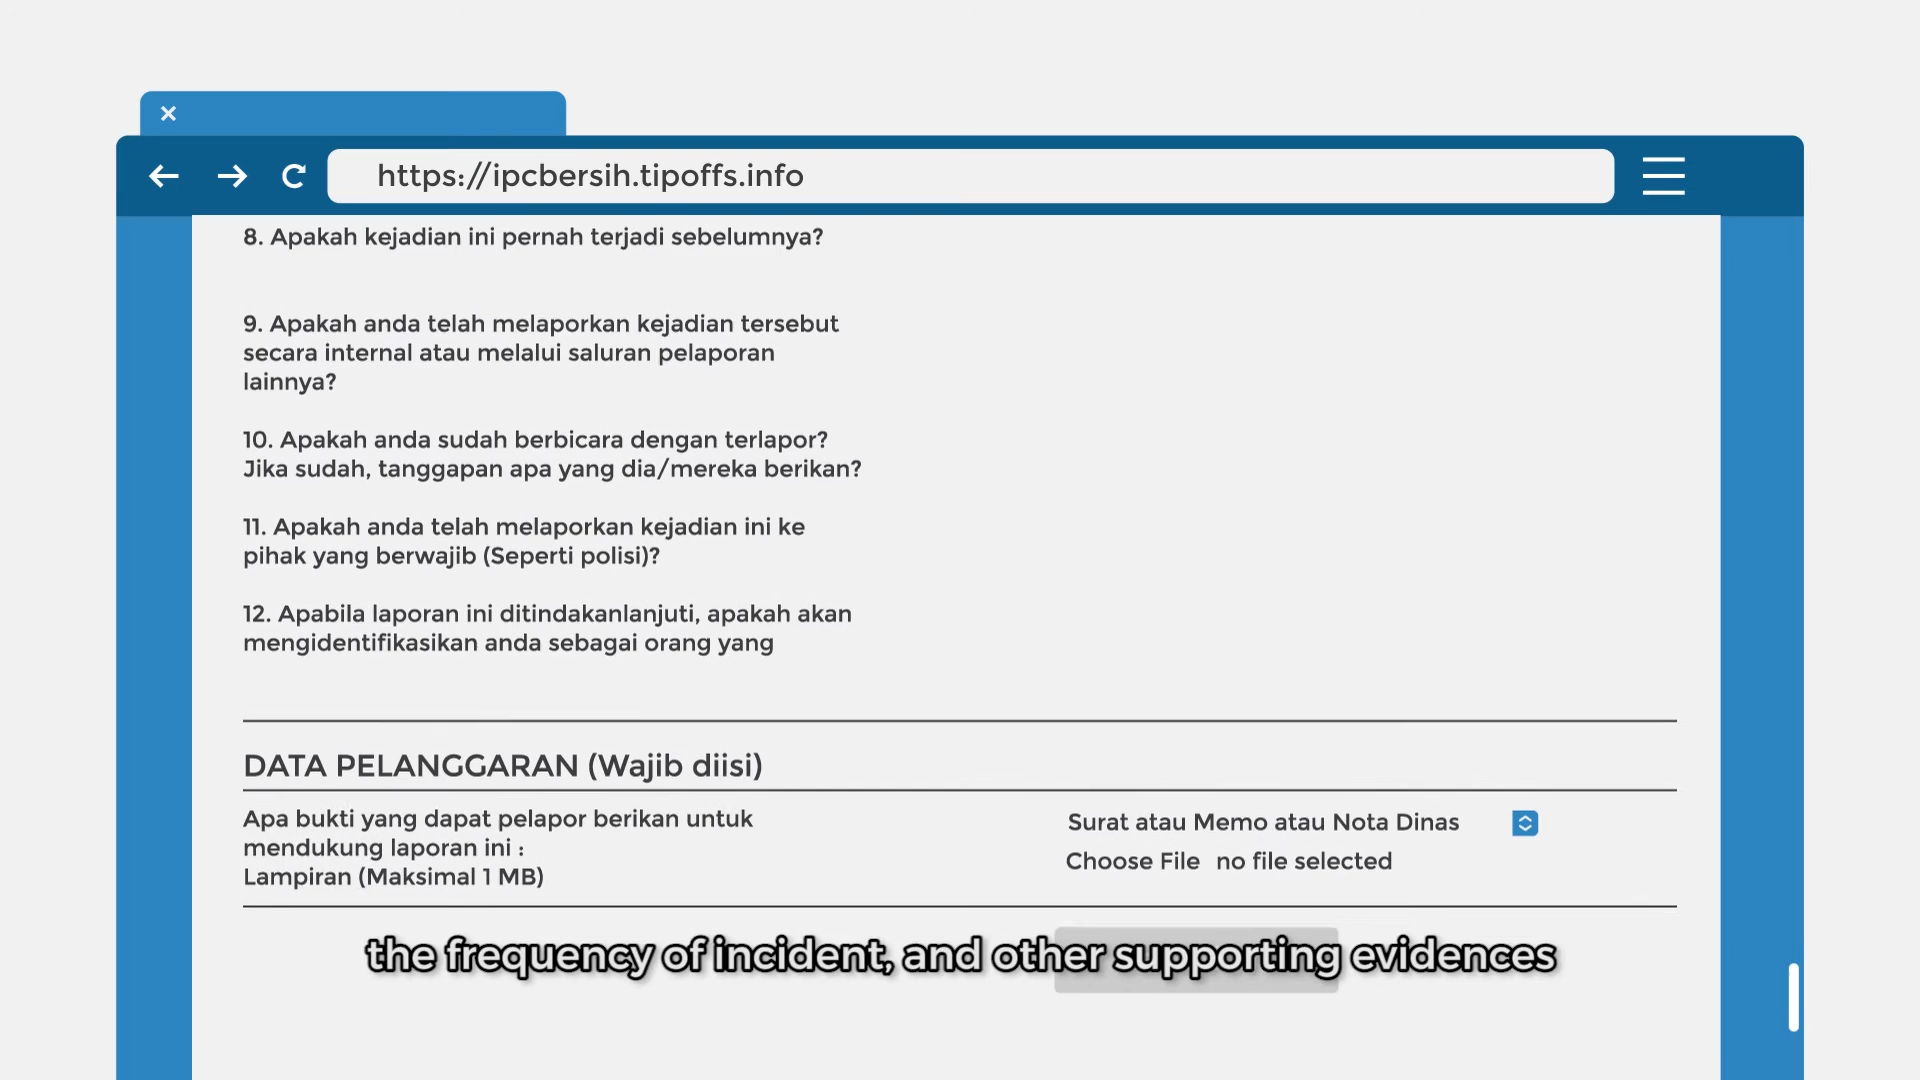 https://ipcbersih.tipoffs.info
8. Apakah kejadian ini pernah terjadi sebelumnya?
9. Apakah anda telah melaporkan kejadian tersebut
secara internal atau melalui saluran pelaporan
lainnya?
10. Apakah anda sudah berbicara dengan terlapor?
Jika sudah, tanggapan apa yang dia/mereka berikan?
11. Apakah anda telah melaporkan kejadian ini ke
pihak yang berwajib (Seperti polisi)?
12. Apabila laporan ini ditindakanlanjuti, apakah akan
mengidentifikasikan anda sebagai orang yang
DATA PELANGGARAN (Wajib diisi)
Apa bukti yang dapat pelapor berikan untuk
mendukung laporan ini :
Lampiran (Maksimal 1 MB)
Surat atau Memo atau Nota Dinas
Choose File no file selected
the frequency of incident, and other supporting evidences